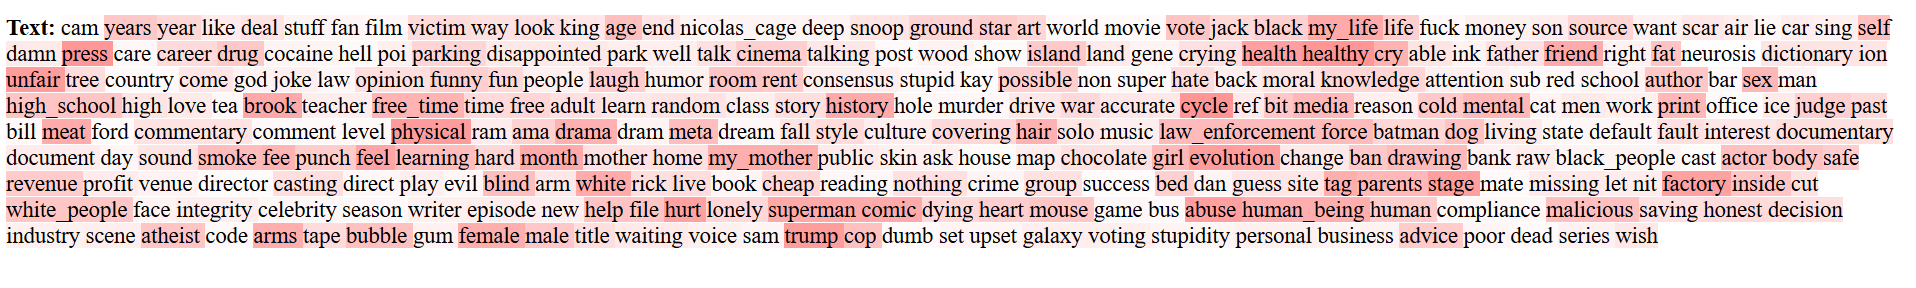 Text: cam years year like deal stuff fan film victim way look king age end nicolas_cage deep snoop ground star art world movie vote jack black my_life life fuck money son source want scar air lie car sing self
damn press care career drug cocaine hell poi parking disappointed park well talk cinema talking post wood show island land gene crying health healthy cry able ink father friend right fat neurosis dictionary ion
unfair tree country come god joke law opinion funny fun people laugh humor room rent consensus stupid kay possible non super hate back moral knowledge attention sub red school author bar sex man
high_school high love tea brook teacher free_time time free adult learn random class story history hole murder drive war accurate cycle ref bit media reason cold mental cat men work print office ice judge past
bill meat ford commentary comment level physical ram ama drama dram meta dream fall style culture covering hair solo music law_enforcement force batman dog living state default fault interest documentary
document day sound smoke fee punch feel learning hard month mother home my_mother public skin ask house map chocolate girl evolution change ban drawing bank raw black_people cast actor body safe
revenue profit venue director casting direct play evil blind arm white rick live book cheap reading nothing crime group success bed dan guess site tag parents stage mate missing let nit factory inside cut
white_people face integrity celebrity season writer episode new help file hurt lonely superman comic dying heart mouse game bus abuse human_being human compliance malicious saving honest decision
industry scene atheist code arms tape bubble gum female male title waiting voice sam trump cop dumb set upset galaxy voting stupidity personal business advice poor dead series wish